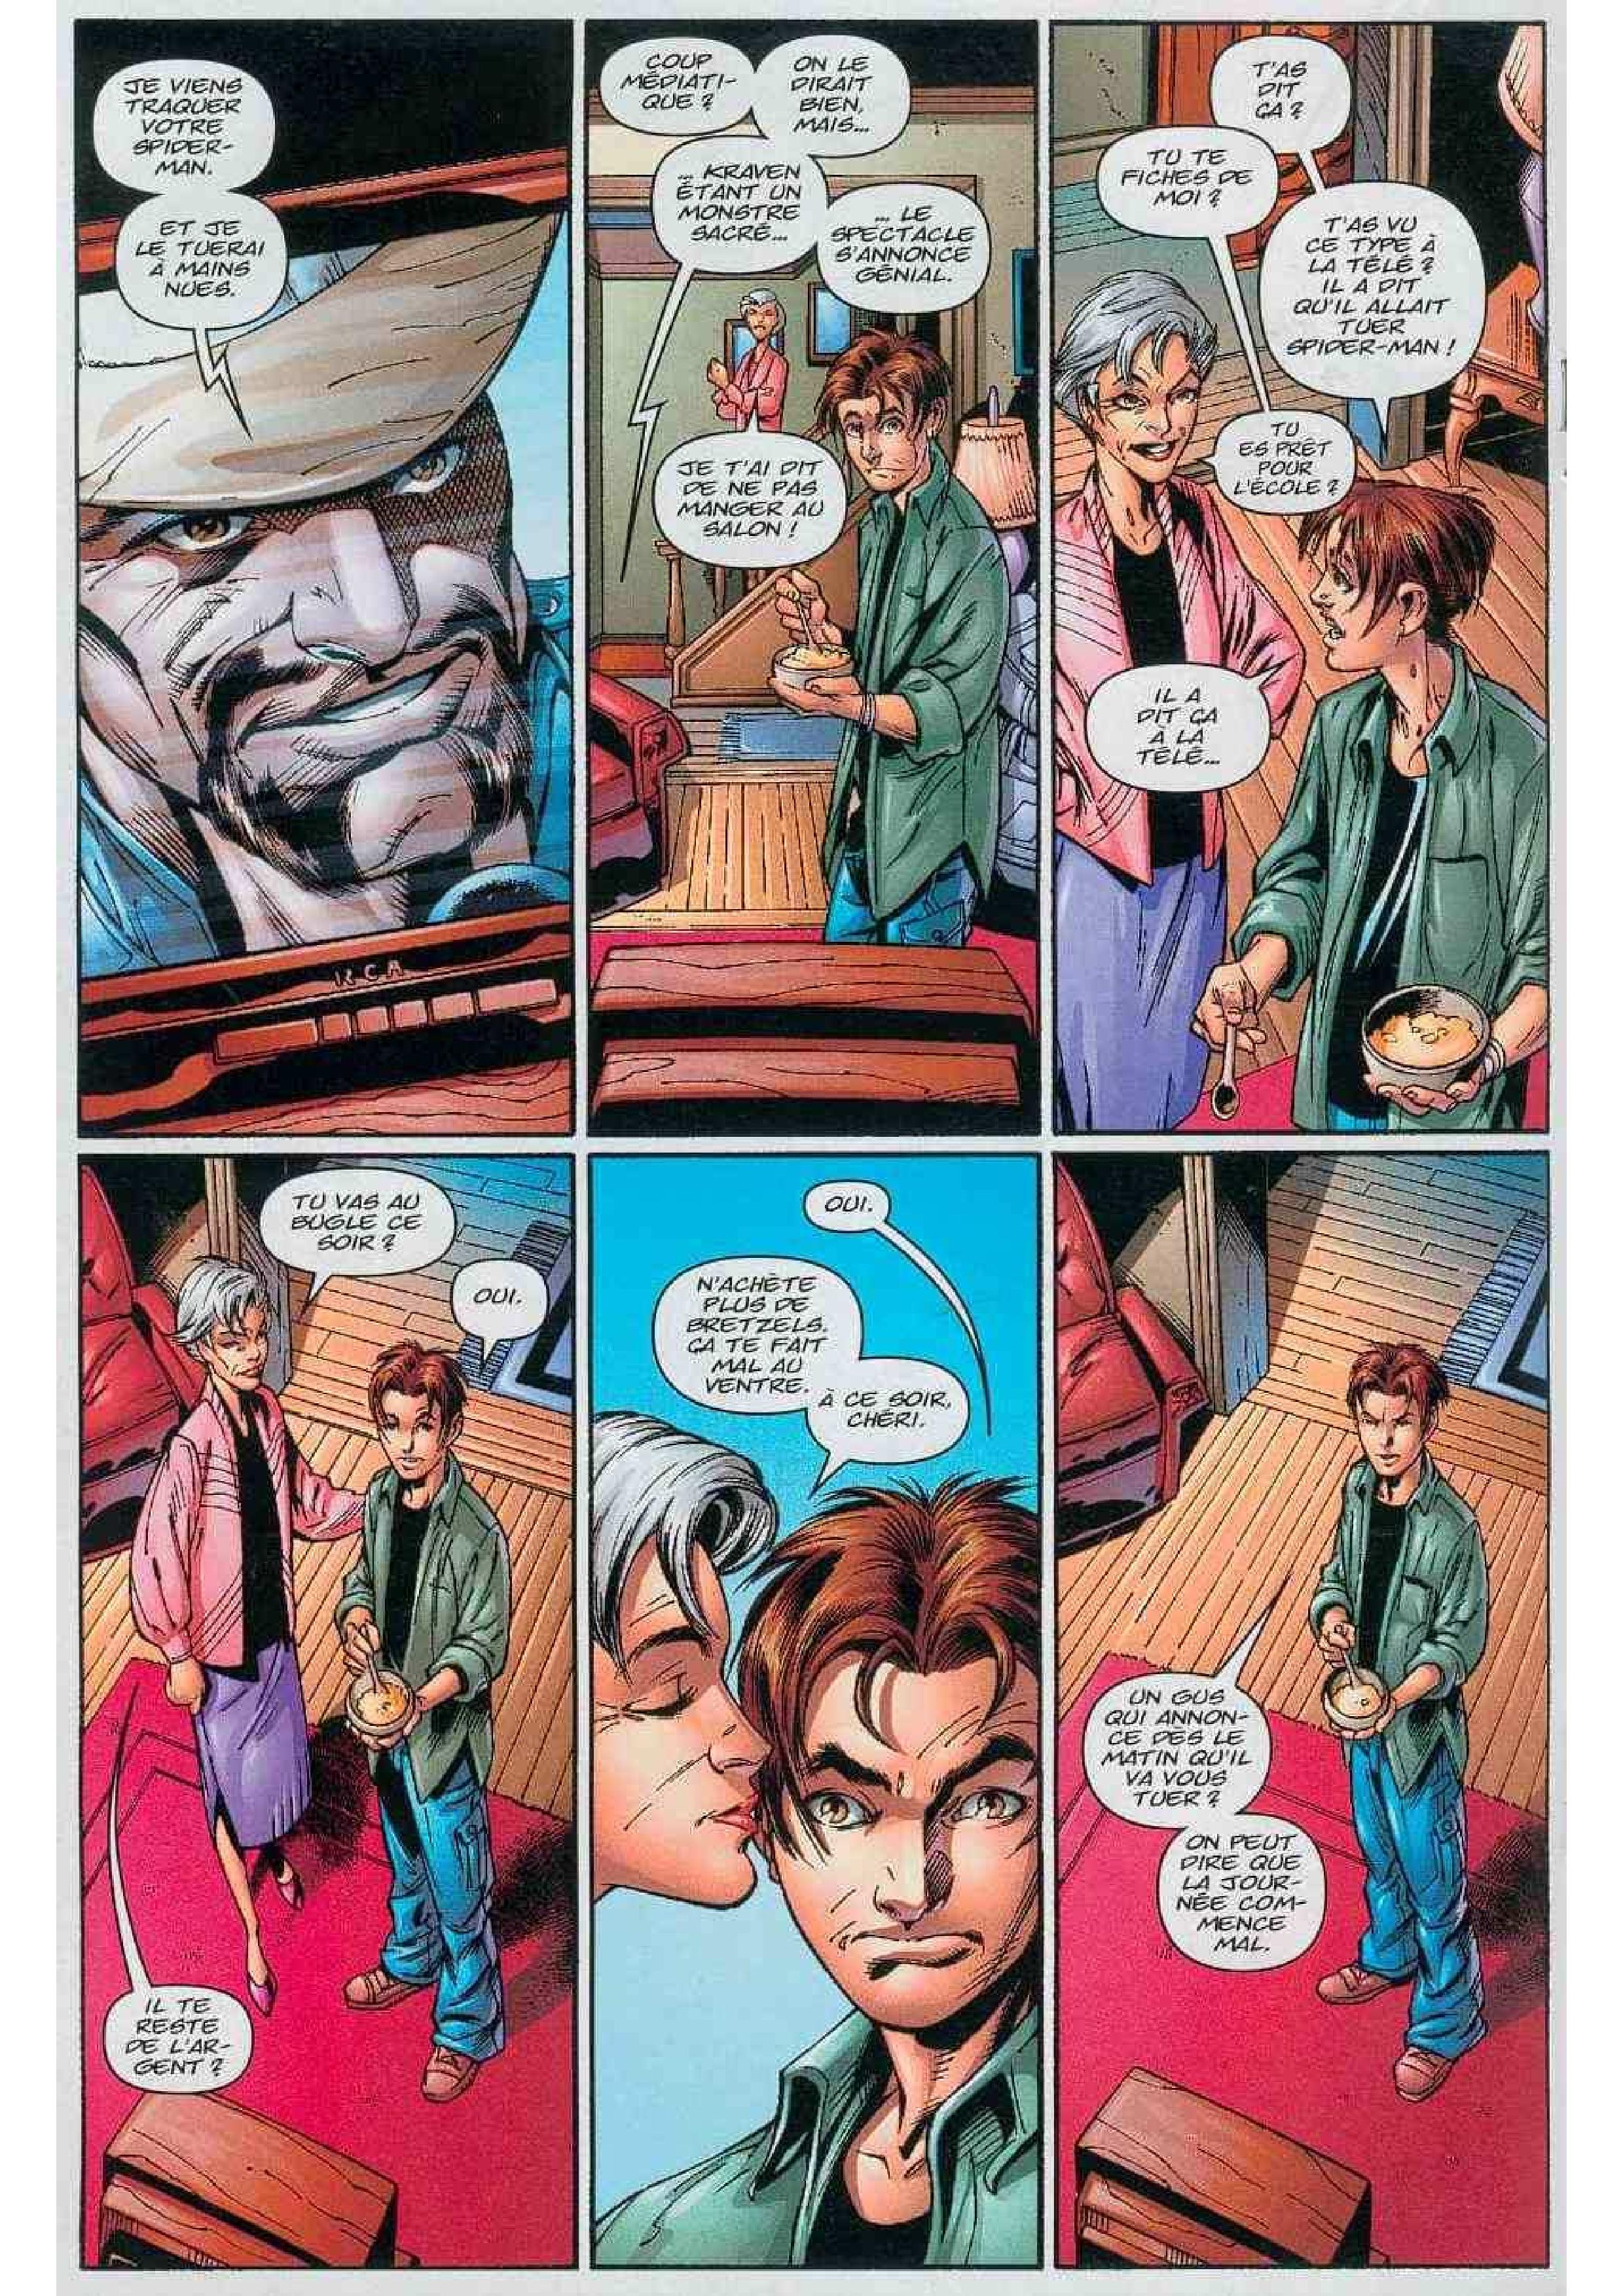 JE VIENS
TRAQUER
VOTRE
SPIDER-
MAN.
ET JE
LE TUERAI
À MAINS
NUES.
RCA
COUP
MÉDIATI-
QUE ?
ON LE
DIRAIT
BIEN,
MAIS...
... KRAVEN
ÉTANT UN
MONSTRE
SACRÉ...
... LE
SPECTACLE
S'ANNONCE
GÉNIAL.
JE T'AI DIT
DE NE PAS
MANGER AU
SALON !
T'AS
DIT
ÇA ?
TU TE
FICHES DE
MOI ?
T'AS VU
CE TYPE À
LA TÉLÉ ?
IL A DIT
QU'IL ALLAIT
TUER
SPIDER-MAN !
TU
ES PRÊT
POUR
L'ÉCOLE ?
IL A
DIT ÇA
À LA
TÉLÉ...
TU VAS AU
BUGLE CE
SOIR ?
OUI.
IL TE
RESTE
DE L'AR-
GENT ?
OUI.
N'ACHÈTE
PLUS DE
BRETZELS.
ÇA TE FAIT
MAL AU
VENTRE.
À CE SOIR,
CHÉRI.
UN GUS
QUI ANNON-
CE DÈS LE
MATIN QU'IL
VA VOUS
TUER ?
ON PEUT
DIRE QUE
LA JOUR-
NÉE COM-
MENCE
MAL.